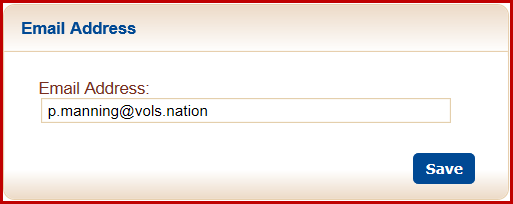 Email Address
Email Address:
p.manning@vols.nation
Save